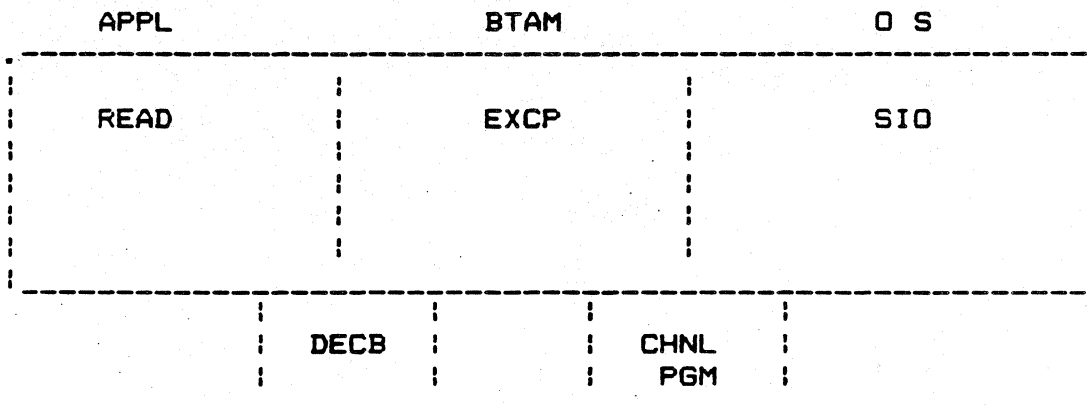 APPL BTAM O S
READ EXCP SIO
DECB CHNL
PGM